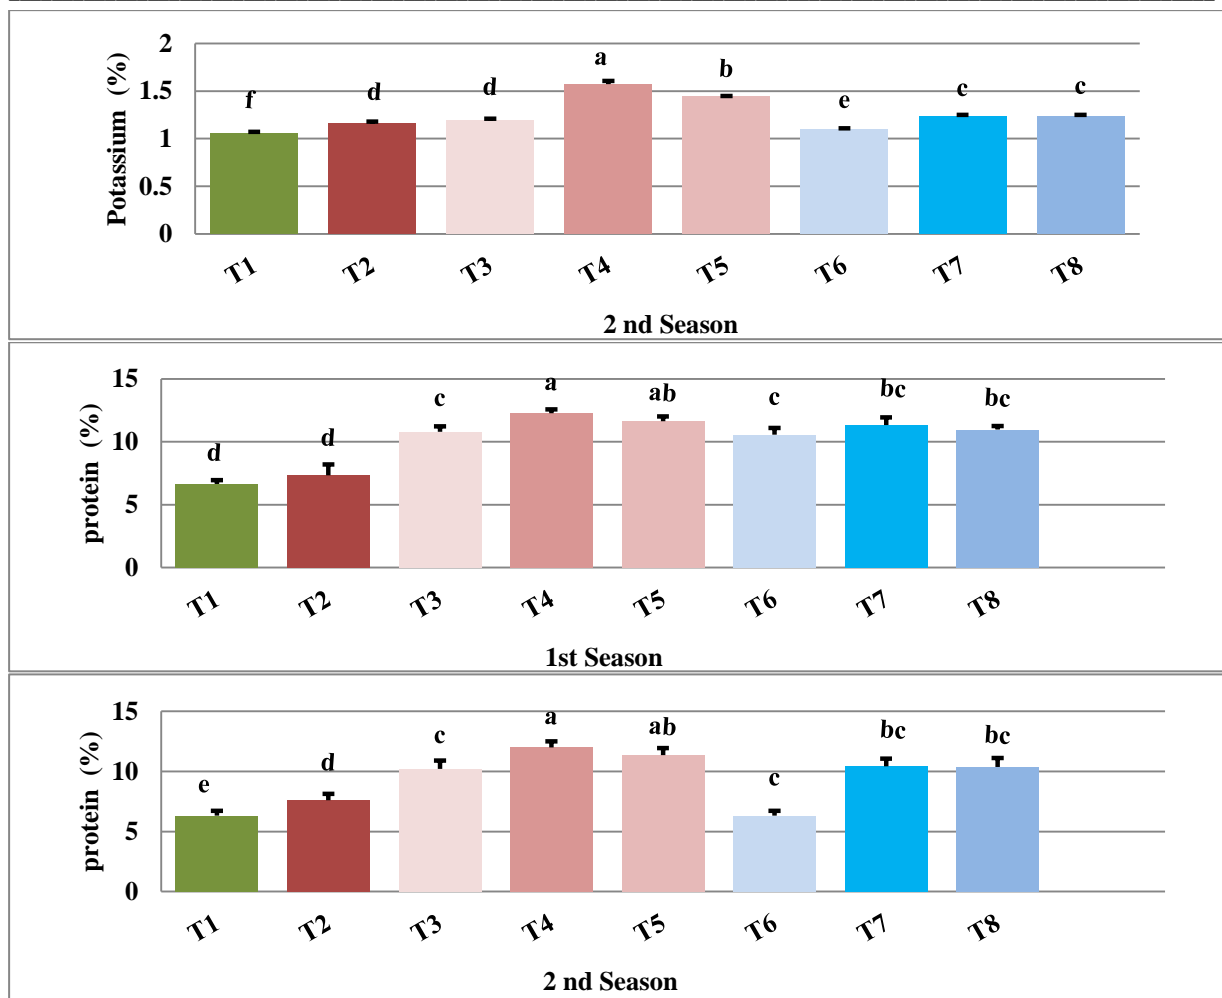 2
a
Potassium (%)
1.5
f
d
d
b
e
c
c
1
0.5
0
T1
T2
T3
T4
T5
T6
T7
T8
2 nd Season
15
protein (%)
d
d
c
a
ab
c
bc
bc
10
5
0
T1
T2
T3
T4
T5
T6
T7
T8
1st Season
15
protein (%)
e
d
c
a
ab
c
bc
bc
10
5
0
T1
T2
T3
T4
T5
T6
T7
T8
2 nd Season